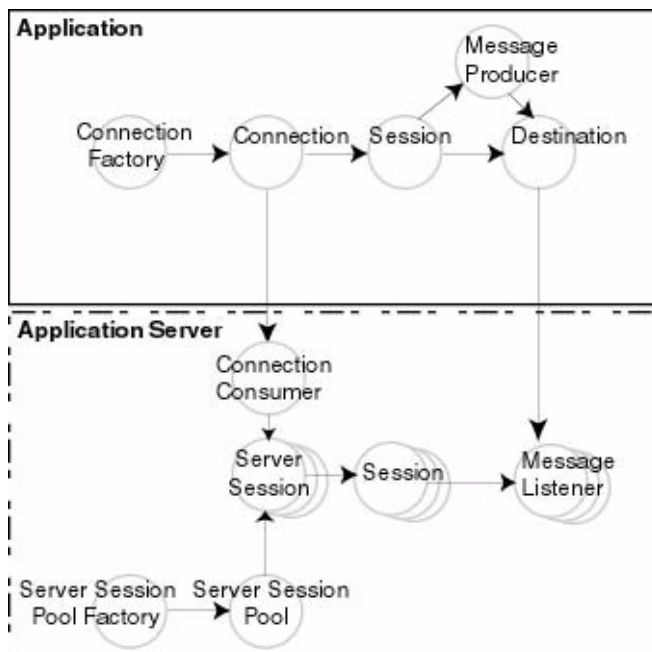 Application
Message
Producer
Connection
Factory
Connection
Session
Destination
Application Server
Connection
Consumer
Server
Session
Session
Message
Listener
Server Session
Pool Factory
Server Session
Pool